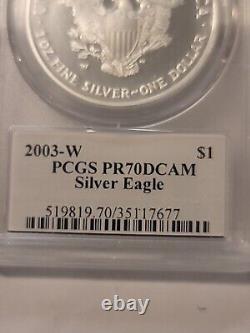 1 OZ. FINE SILVER~ONE DOLLAR
2003-W $1
PCGS PR70DCAM
Silver Eagle
519819.70/35117677